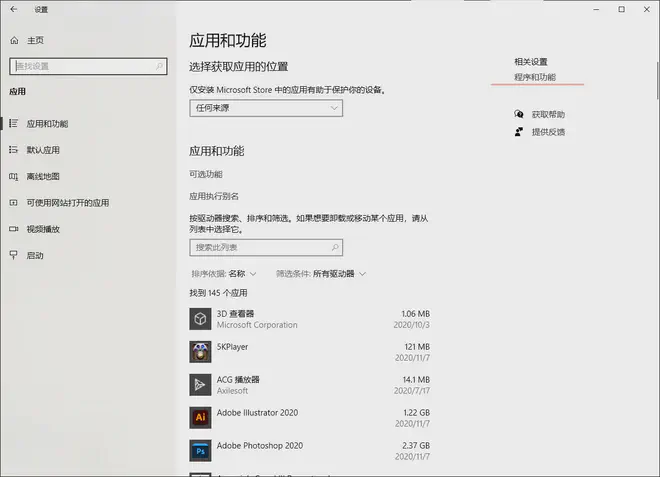 设置
主页
查找设置
应用
应用和功能
默认应用
离线地图
可使用网站打开的应用
视频播放
启动
应用和功能
选择获取应用的位置
仅安装 Microsoft Store 中的应用有助于保护你的设备。
任何来源
应用和功能
可选功能
应用执行别名
按驱动器搜索、排序和筛选。如果想要卸载或移动某个应用，请从
列表中选择它。
搜索此列表
排序依据: 名称 筛选条件: 所有驱动器
找到 145 个应用
3D 查看器 1.06 MB
Microsoft Corporation 2020/10/3
5KPlayer 121 MB
2020/11/7
ACG 播放器 14.1 MB
Axilesoft 2020/7/17
Adobe Illustrator 2020 1.22 GB
2020/11/7
Adobe Photoshop 2020 2.37 GB
2020/11/7
相关设置
程序和功能
获取帮助
提供反馈